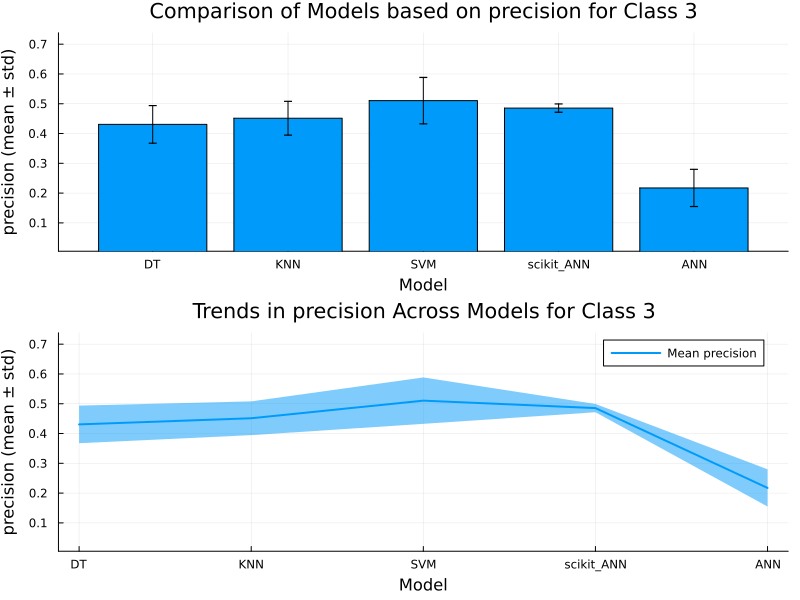 Comparison of Models based on precision for Class 3
precision (mean ± std)
0.7
0.6
0.5
0.4
0.3
0.2
0.1
DT KNN SVM scikit_ANN ANN
Model
Trends in precision Across Models for Class 3
precision (mean ± std)
0.7
0.6
0.5
0.4
0.3
0.2
0.1
Mean precision
DT KNN SVM scikit_ANN ANN
Model